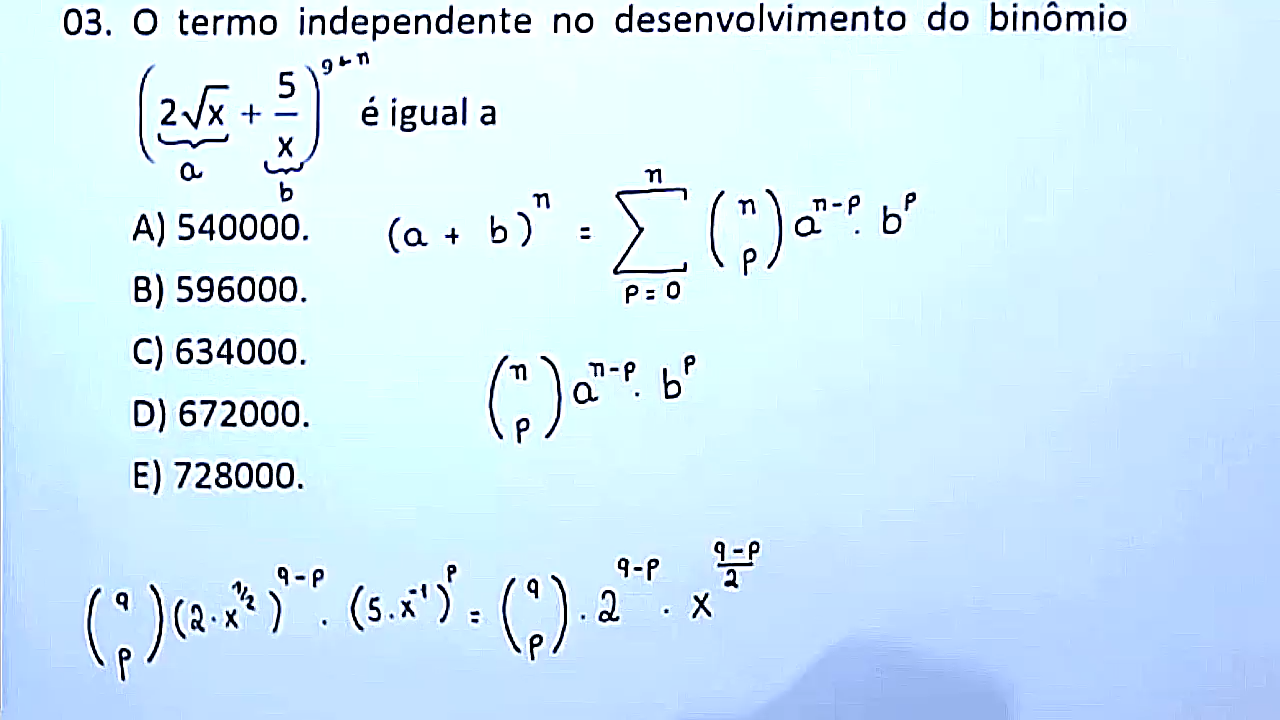 03. O termo independente no desenvolvimento do binômio
(2√x + 5/x)^9 ← n é igual a
a
b
A) 540000.
(a + b)^n = ∑ n p=0 (n p) a^(n-p) · b^p
B) 596000.
C) 634000.
(n p) a^(n-p) · b^p
D) 672000.
E) 728000.
(9 p)(2·x^(1/2))^(9-p) · (5·x^(-1))^p = (9 p) · 2^(9-p) · x^((9-p)/2)